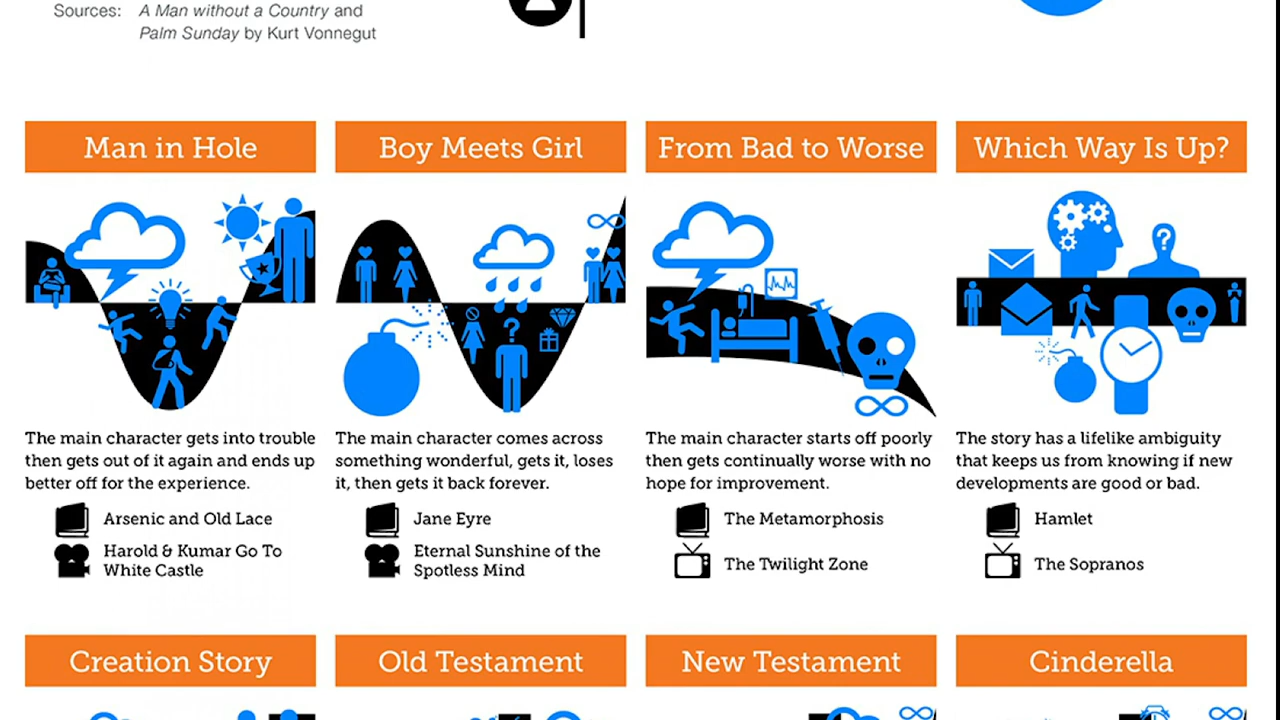 Sources: A Man without a Country and
Palm Sunday by Kurt Vonnegut
Man in Hole
Boy Meets Girl
From Bad to Worse
Which Way Is Up?
?
?
The main character gets into trouble
then gets out of it again and ends up
better off for the experience.
Arsenic and Old Lace
Harold & Kumar Go To
White Castle
The main character comes across
something wonderful, gets it, loses
it, then gets it back forever.
Jane Eyre
Eternal Sunshine of the
Spotless Mind
The main character starts off poorly
then gets continually worse with no
hope for improvement.
The Metamorphosis
The Twilight Zone
The story has a lifelike ambiguity
that keeps us from knowing if new
developments are good or bad.
Hamlet
The Sopranos
Creation Story
Old Testament
New Testament
Cinderella